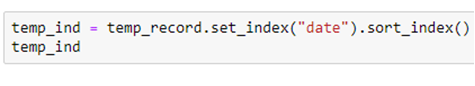 temp_ind = temp_record.set_index("date").sort_index()
temp_ind